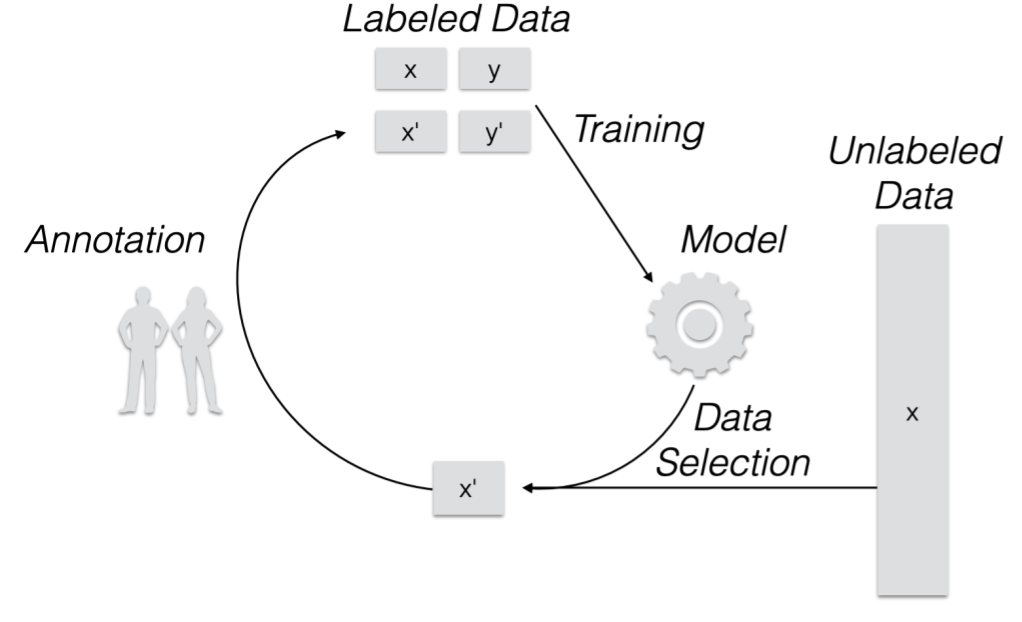 Labeled Data
x y
x' y'
Training
Unlabeled
Data
Annotation
Model
Data
Selection
x
x'